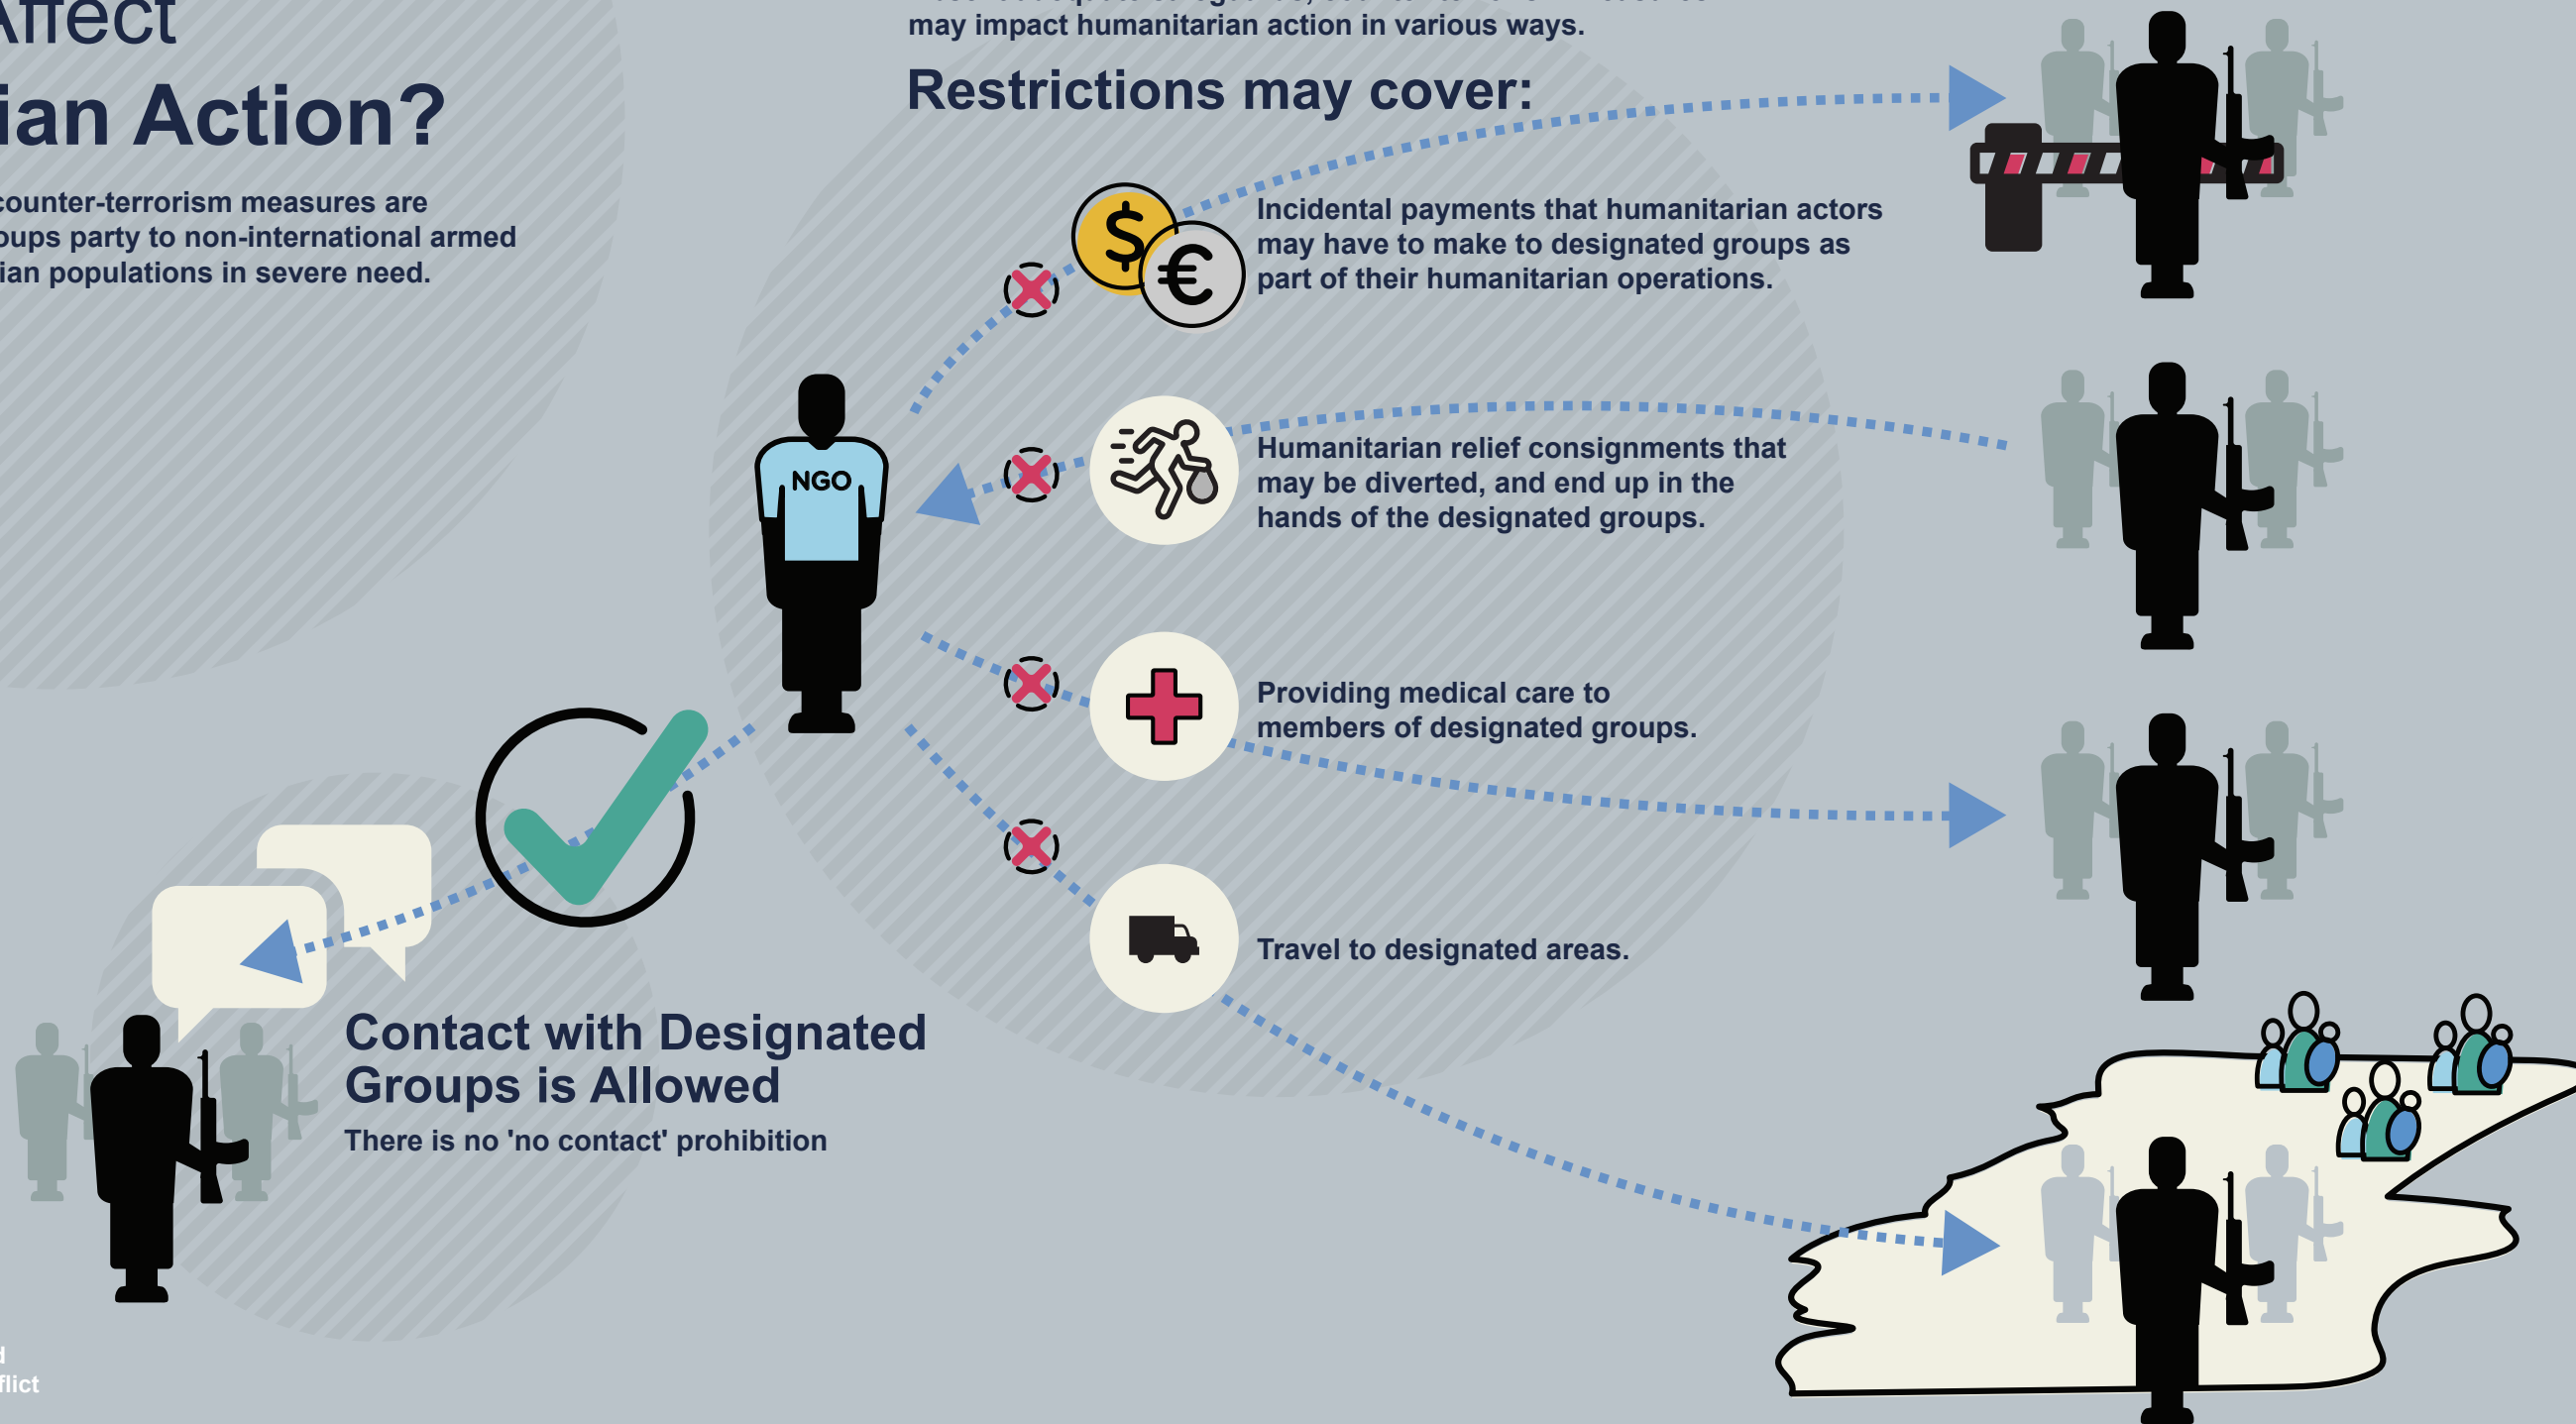 Affect
ian Action?
counter-terrorism measures are
oups party to non-international armed
ian populations in severe need.
may impact humanitarian action in various ways.
Restrictions may cover:
$
€
Incidental payments that humanitarian actors
may have to make to designated groups as
part of their humanitarian operations.
NGO
Humanitarian relief consignments that
may be diverted, and end up in the
hands of the designated groups.
Providing medical care to
members of designated groups.
Travel to designated areas.
Contact with Designated
Groups is Allowed
There is no 'no contact' prohibition
flict